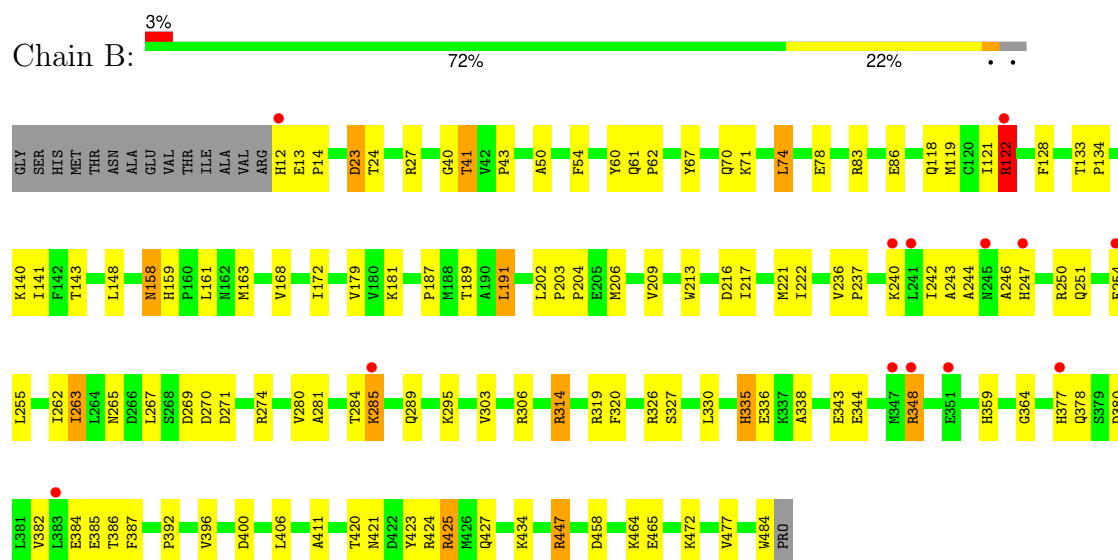 3%
Chain B:
72% 22% • •
GLY SER HIS MET THR ASN ALA GLU VAL THR ILE ALA VAL ARG H12 E13 P14 D23 T24 R27 G40 T41 V42 P43 A50 F54 Y60 Q61 P62 Y67 Q70 K71 L74 E78 R83 E86 Q118 M119 C120 I121 R122 F128 T133 P134
K140 I141 F142 T143 L148 N158 H159 P160 L161 N162 M163 V168 I172 V179 V180 K181 P187 M188 T189 A190 L191 L202 P203 P204 E205 M206 V209 W213 D216 I217 M221 I222 V236 P237 K240 L241 I242 A243 A244 N245 A246 H247 R250 Q251
L255 I262 I263 L264 N265 D266 L267 S268 D269 D270 D271 R274 V280 A281 T284 K285 Q289 K295 V303 R306 R314 R319 F320 R326 S327 L330 H335 E336 K337 A338 E343 E344 M347 R348 E351 H359 G364 H377 Q378 S379
L381 V382 L383 E384 E385 T386 F387 P392 V396 D400 L406 A411 T420 N421 D422 Y423 R424 R425 M426 Q427 K434 R447 D458 K464 E465 K472 V477 W484 PRO